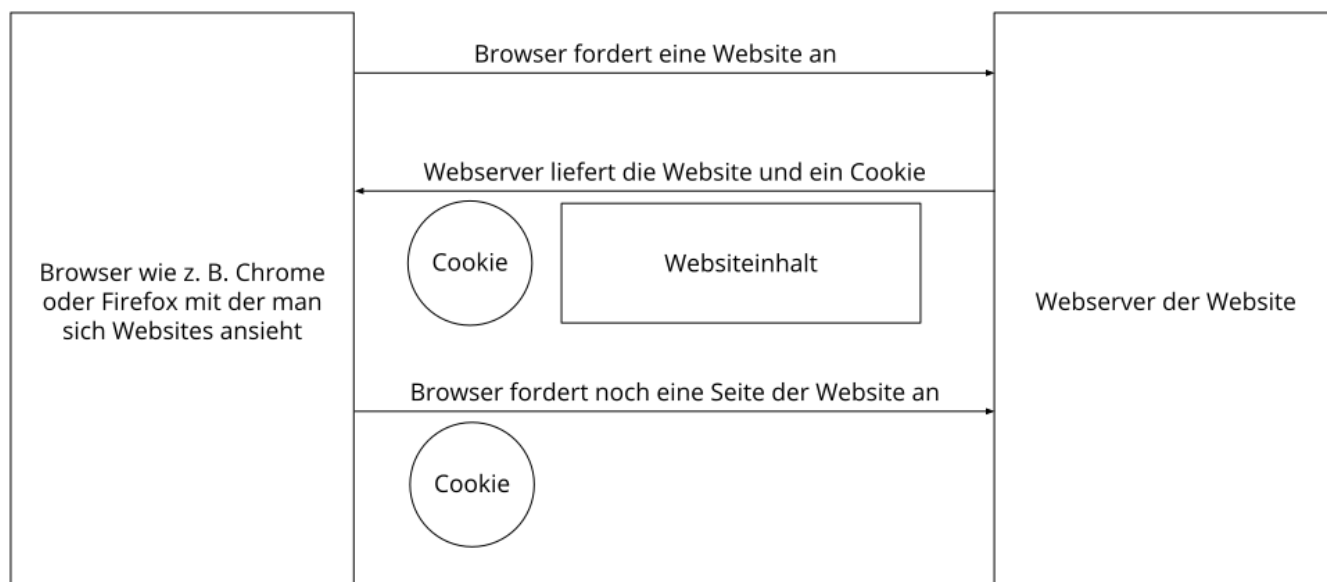 Browser fordert eine Website an
Webserver liefert die Website und ein Cookie
Cookie
Websiteinhalt
Browser wie z. B. Chrome
oder Firefox mit der man
sich Websites ansieht
Webserver der Website
Browser fordert noch eine Seite der Website an
Cookie